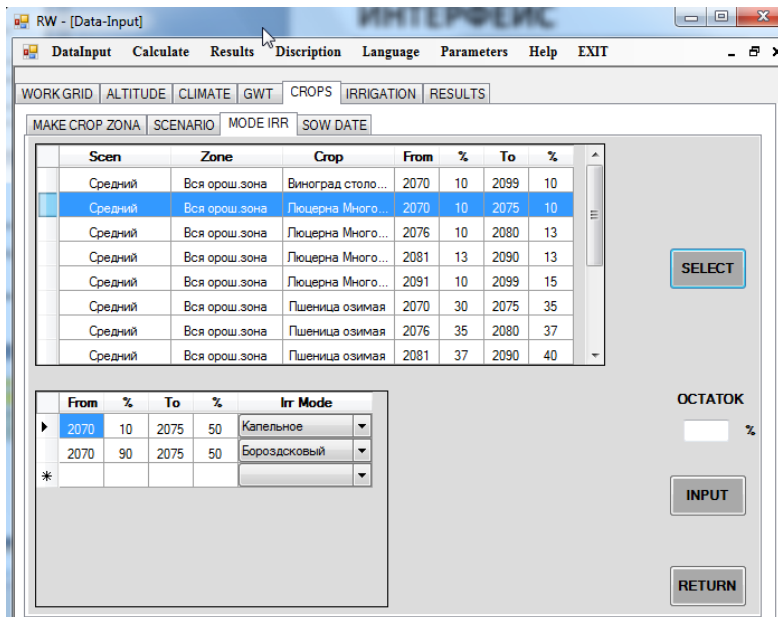 ИНТЕРФЕЙС
RW - [Data-Input]
DataInput Calculate Results Discription Language Parameters Help EXIT
WORK GRID ALTITUDE CLIMATE GWT CROPS IRRIGATION RESULTS
MAKE CROP ZONA SCENARIO MODE IRR SOW DATE
Scen Zone Crop From % To %
Средний Вся орош.зона Виноград столо... 2070 10 2099 10
Средний Вся орош.зона Люцерна Много... 2070 10 2075 10
Средний Вся орош.зона Люцерна Много... 2076 10 2080 13
Средний Вся орош.зона Люцерна Много... 2081 13 2090 13
Средний Вся орош.зона Люцерна Много... 2091 10 2099 15
Средний Вся орош.зона Пшеница озимая 2070 30 2075 35
Средний Вся орош.зона Пшеница озимая 2076 35 2080 37
Средний Вся орош.зона Пшеница озимая 2081 37 2090 40
SELECT
From % To % Irr Mode
2070 10 2075 50 Капельное
2070 90 2075 50 Бороздсковый
ОСТАТОК
%
INPUT
RETURN